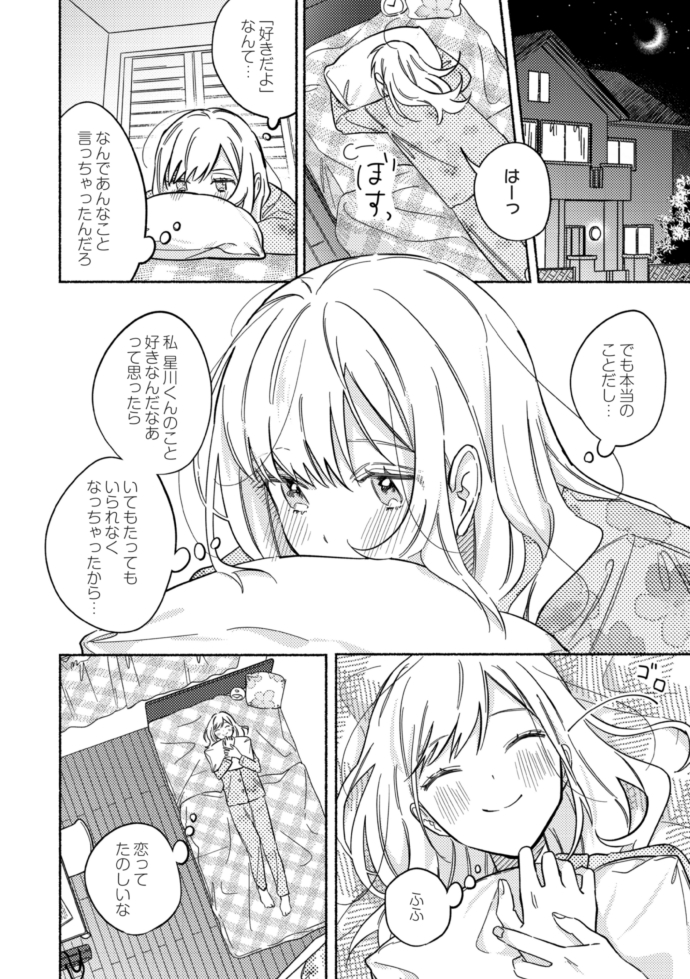 はーっ
ぼすっ
「好きだよ」
なんて…
なんであんなこと
言っちゃったんだろ
でも本当の
ことだし…
私 星川くんのこと
好きなんだなあ
って思ったら
いてもたっても
いられなく
なっちゃったから…
ゴロ
ふふ
恋って
たのしいな